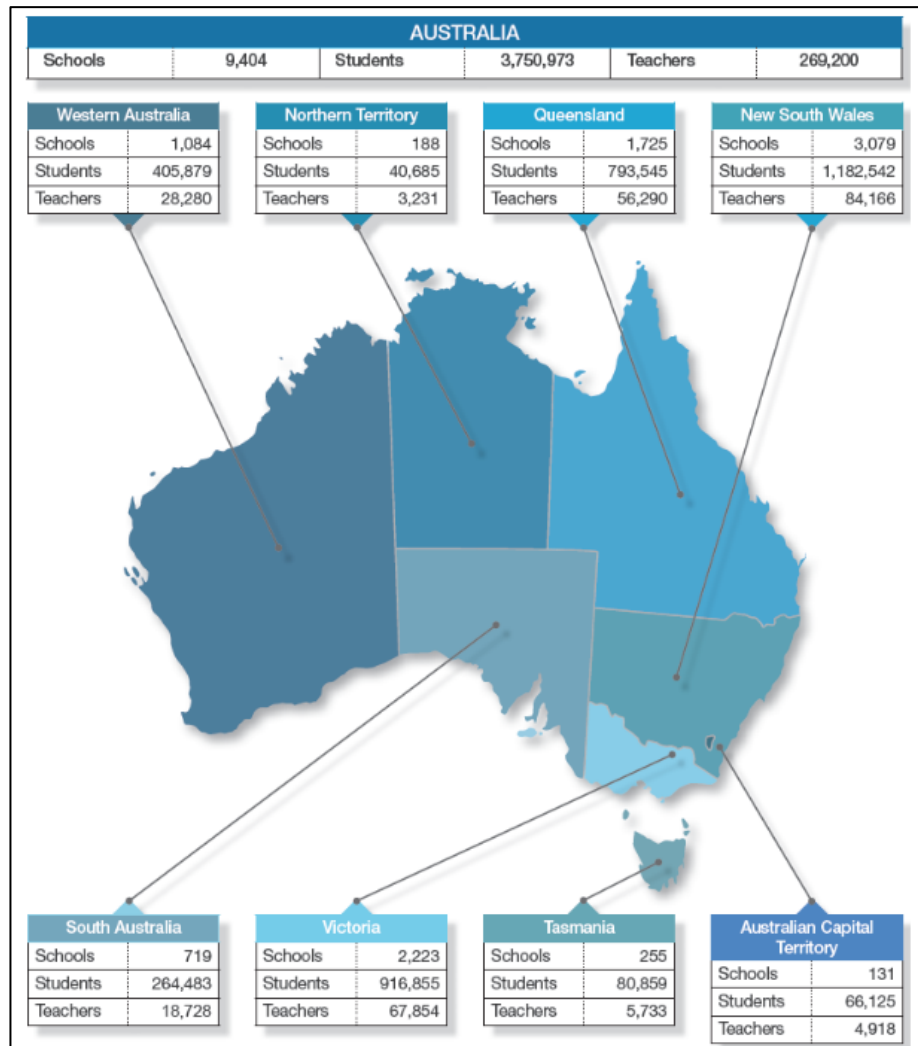 AUSTRALIA
Schools 9,404 Students 3,750,973 Teachers 269,200
Western Australia
Schools 1,084
Students 405,879
Teachers 28,280
Northern Territory
Schools 188
Students 40,685
Teachers 3,231
Queensland
Schools 1,725
Students 793,545
Teachers 56,290
New South Wales
Schools 3,079
Students 1,182,542
Teachers 84,166
South Australia
Schools 719
Students 264,483
Teachers 18,728
Victoria
Schools 2,223
Students 916,855
Teachers 67,854
Tasmania
Schools 255
Students 80,859
Teachers 5,733
Australian Capital
Territory
Schools 131
Students 66,125
Teachers 4,918